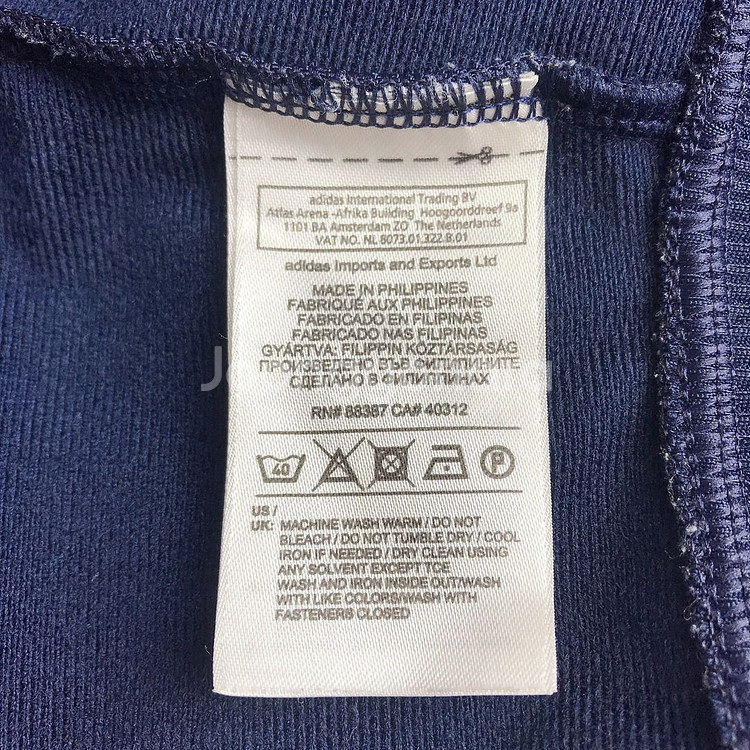 adidas International Trading BV
Atlas Arena -Afrika Building Hoogoorddreef 9a
1101 BA Amsterdam ZO The Netherlands
VAT NO. NL 8073.01.322.B.01
adidas Imports and Exports Ltd
MADE IN PHILIPPINES
FABRIQUÉ AUX PHILIPPINES
FABRICADO EN FILIPINAS
FABRICADO NAS FILIPINAS
GYÁRTVA: FILIPPIN KÖZTÁRSASÁG
ПРОИЗВЕДЕНО ВЪВ ФИЛИПИНИТЕ
СДЕЛАНО В ФИЛИППИНАХ
RN# 88387 CA# 40312
40 P
US /
UK: MACHINE WASH WARM / DO NOT
BLEACH / DO NOT TUMBLE DRY / COOL
IRON IF NEEDED / DRY CLEAN USING
ANY SOLVENT EXCEPT TCE
WASH AND IRON INSIDE OUT/WASH
WITH LIKE COLORS/WASH WITH
FASTENERS CLOSED